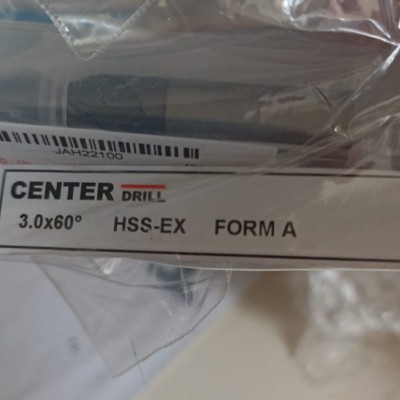 JAH22100
CENTER DRILL
3.0x60° HSS-EX FORM A